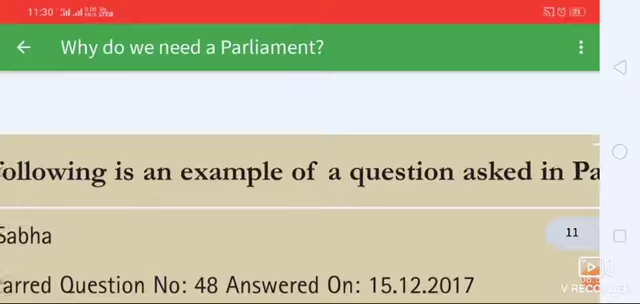 11:30
Why do we need a Parliament?
following is an example of a question asked in Pa
Sabha
11
arred Question No: 48 Answered On: 15.12.2017
V RECORDER